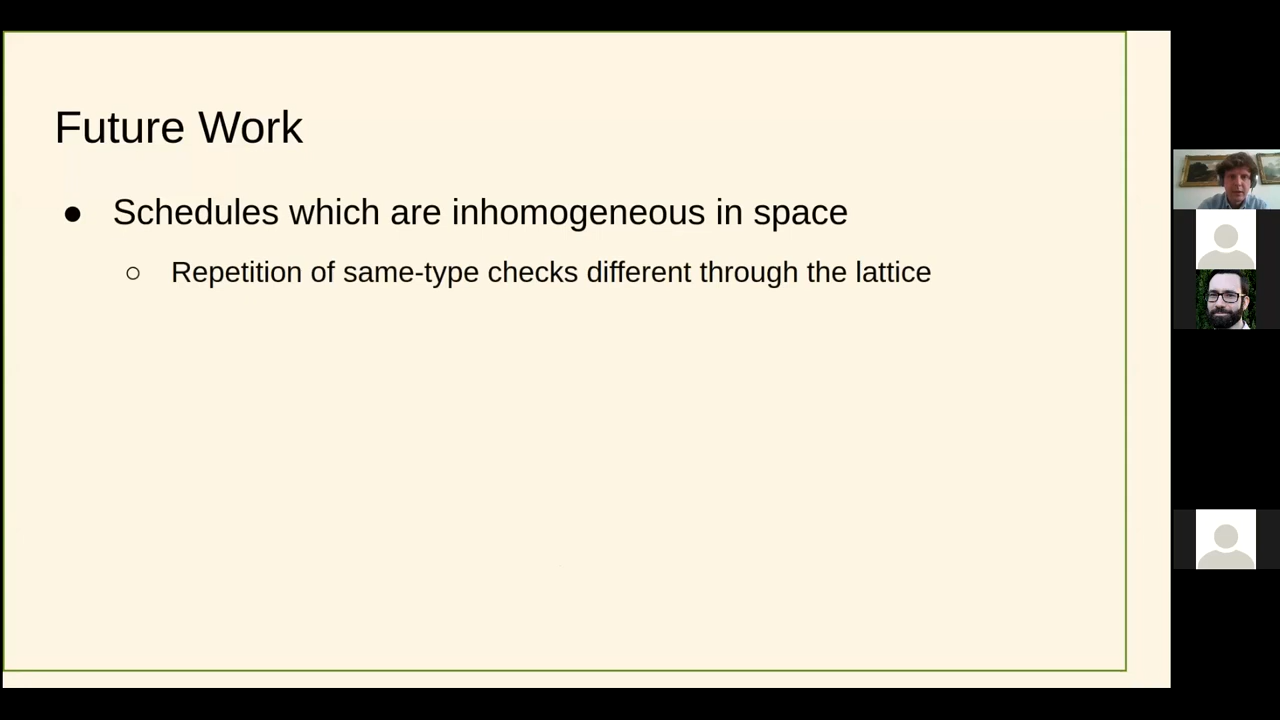 Future Work
● Schedules which are inhomogeneous in space
○ Repetition of same-type checks different through the lattice